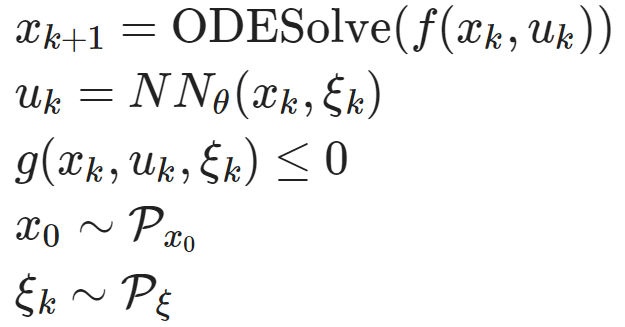 x_{k+1} = ODESolve(f(x_k, u_k))
u_k = NN_θ(x_k, ξ_k)
g(x_k, u_k, ξ_k) ≤ 0
x_0 ∼ 𝒫_{x_0}
ξ_k ∼ 𝒫_ξ